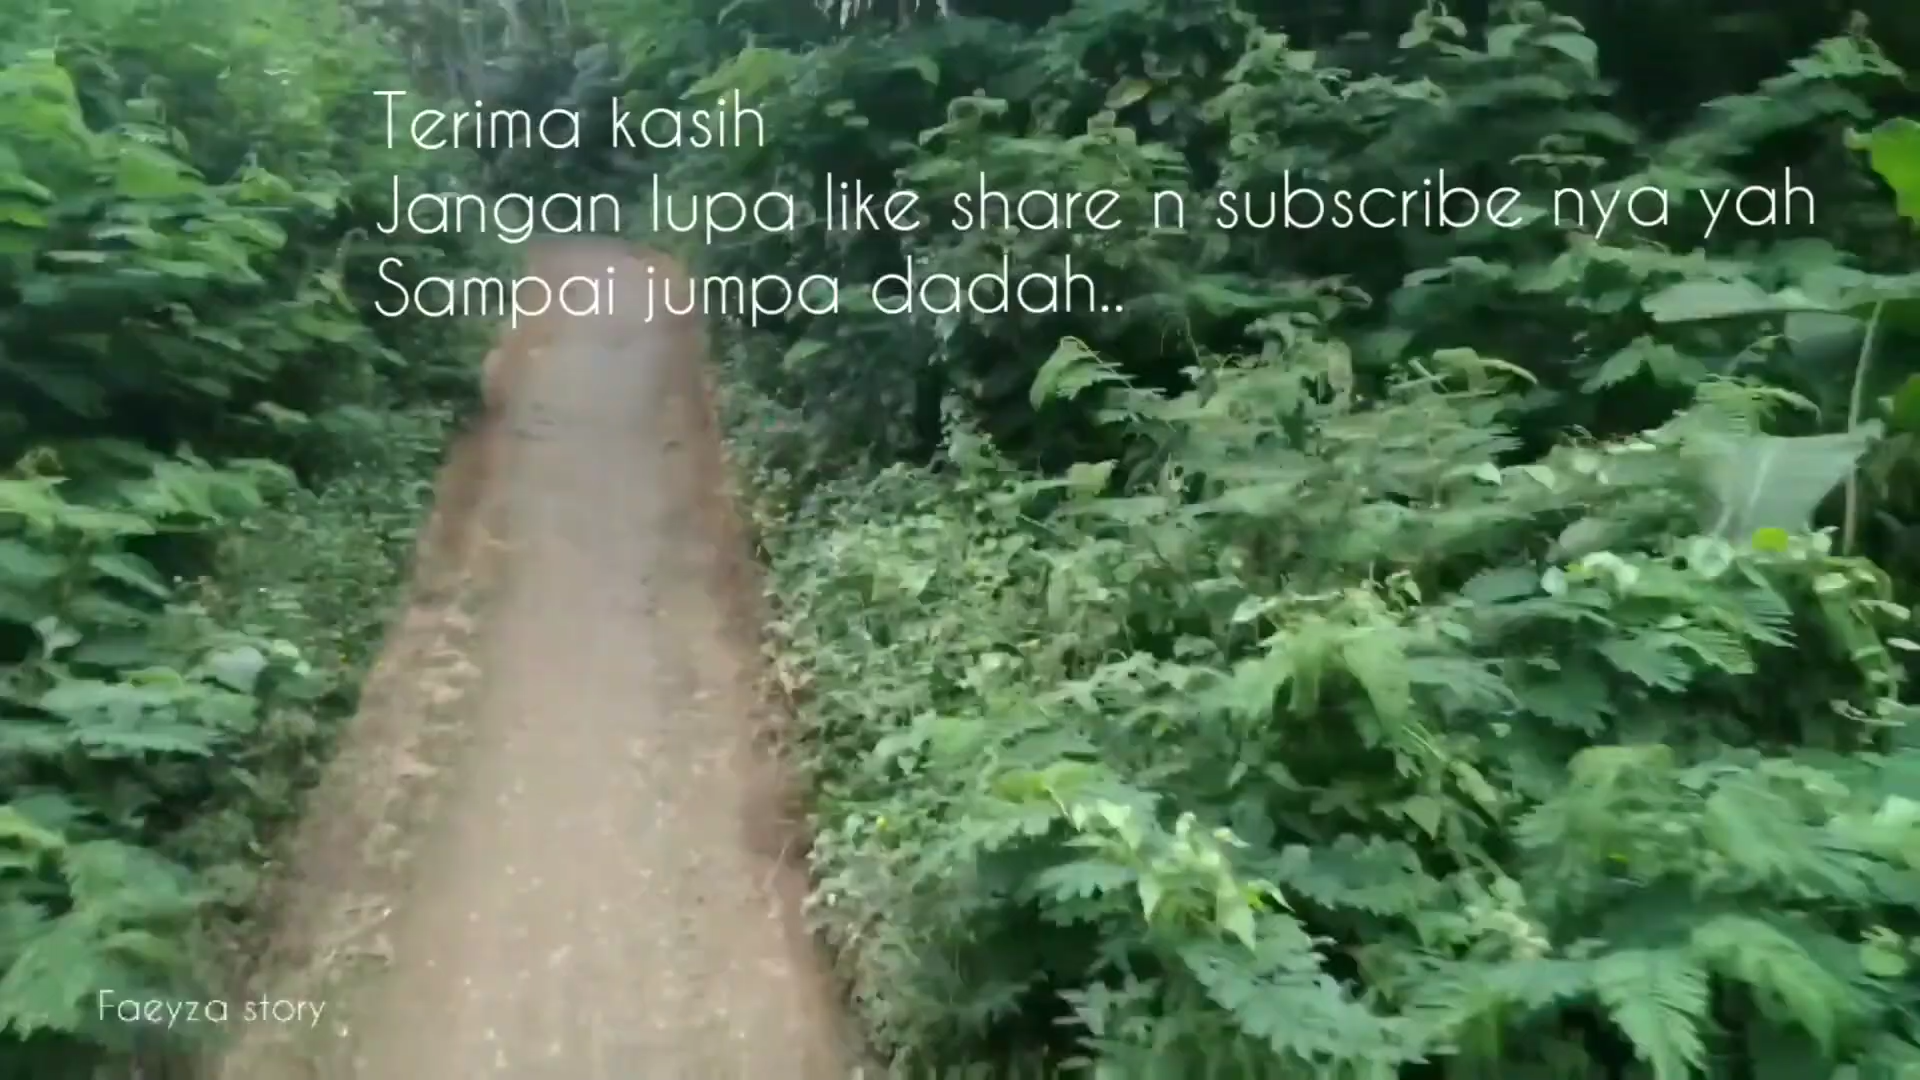 Terima kasih
Jangan lupa like share n subscribe nya yah
Sampai jumpa dadah..
Faeyza story